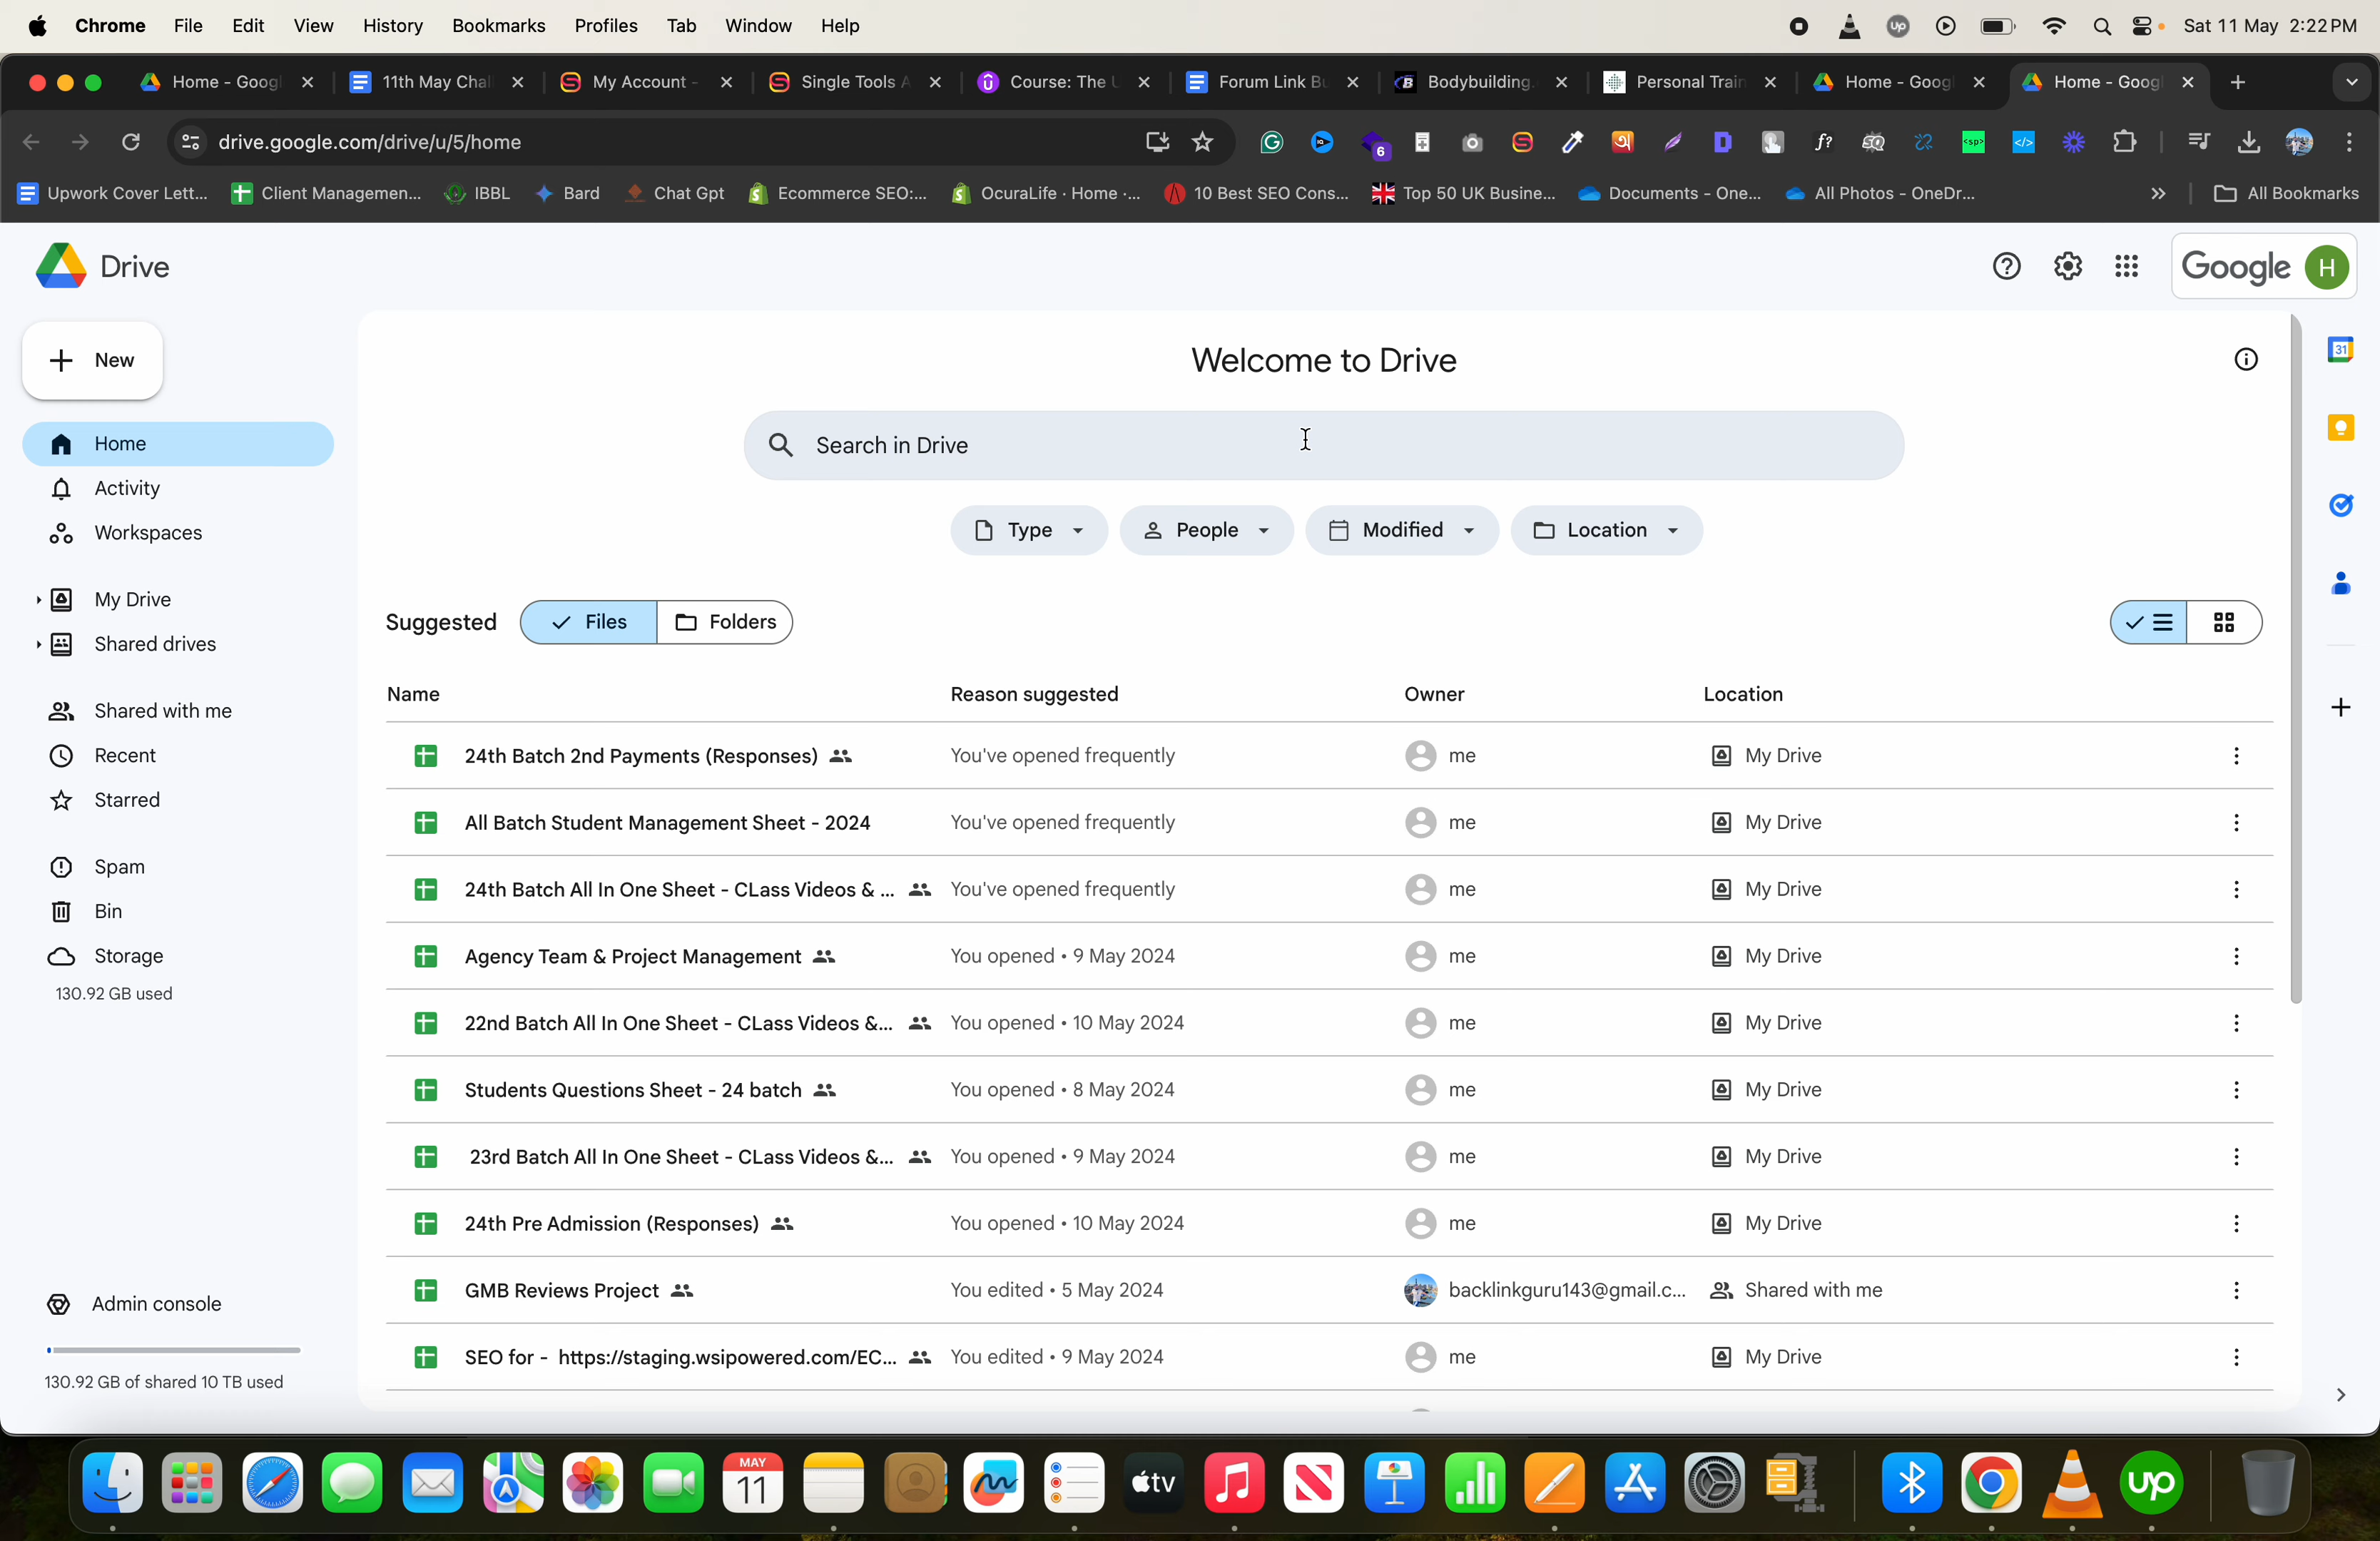 Chrome File Edit View History Bookmarks Profiles Tab Window Help Sat 11 May 2:22 PM
Home - Googl 11th May Chal My Account - Single Tools A Course: The U Forum Link Bu Bodybuilding. Personal Train Home - Googl Home - Googl
drive.google.com/drive/u/5/home 6
Upwork Cover Lett... Client Managemen... IBBL Bard Chat Gpt Ecommerce SEO:... OcuraLife · Home ·... 10 Best SEO Cons... Top 50 UK Busine... Documents - One... All Photos - OneDr... All Bookmarks
Drive
Google H
New
Welcome to Drive
Home
Search in Drive
Activity
Workspaces
Type People Modified Location
My Drive
Suggested Files Folders
Shared drives
Name Reason suggested Owner Location
Shared with me
Recent
Starred
Spam
Bin
Storage
130.92 GB used
24th Batch 2nd Payments (Responses) You've opened frequently me My Drive
All Batch Student Management Sheet - 2024 You've opened frequently me My Drive
24th Batch All In One Sheet - CLass Videos & ... You've opened frequently me My Drive
Agency Team & Project Management You opened • 9 May 2024 me My Drive
22nd Batch All In One Sheet - CLass Videos &... You opened • 10 May 2024 me My Drive
Students Questions Sheet - 24 batch You opened • 8 May 2024 me My Drive
23rd Batch All In One Sheet - CLass Videos &... You opened • 9 May 2024 me My Drive
24th Pre Admission (Responses) You opened • 10 May 2024 me My Drive
GMB Reviews Project You edited • 5 May 2024 backlinkguru143@gmail.c... Shared with me
SEO for - https://staging.wsipowered.com/EC... You edited • 9 May 2024 me My Drive
Admin console
130.92 GB of shared 10 TB used
MAY
11
tv
up